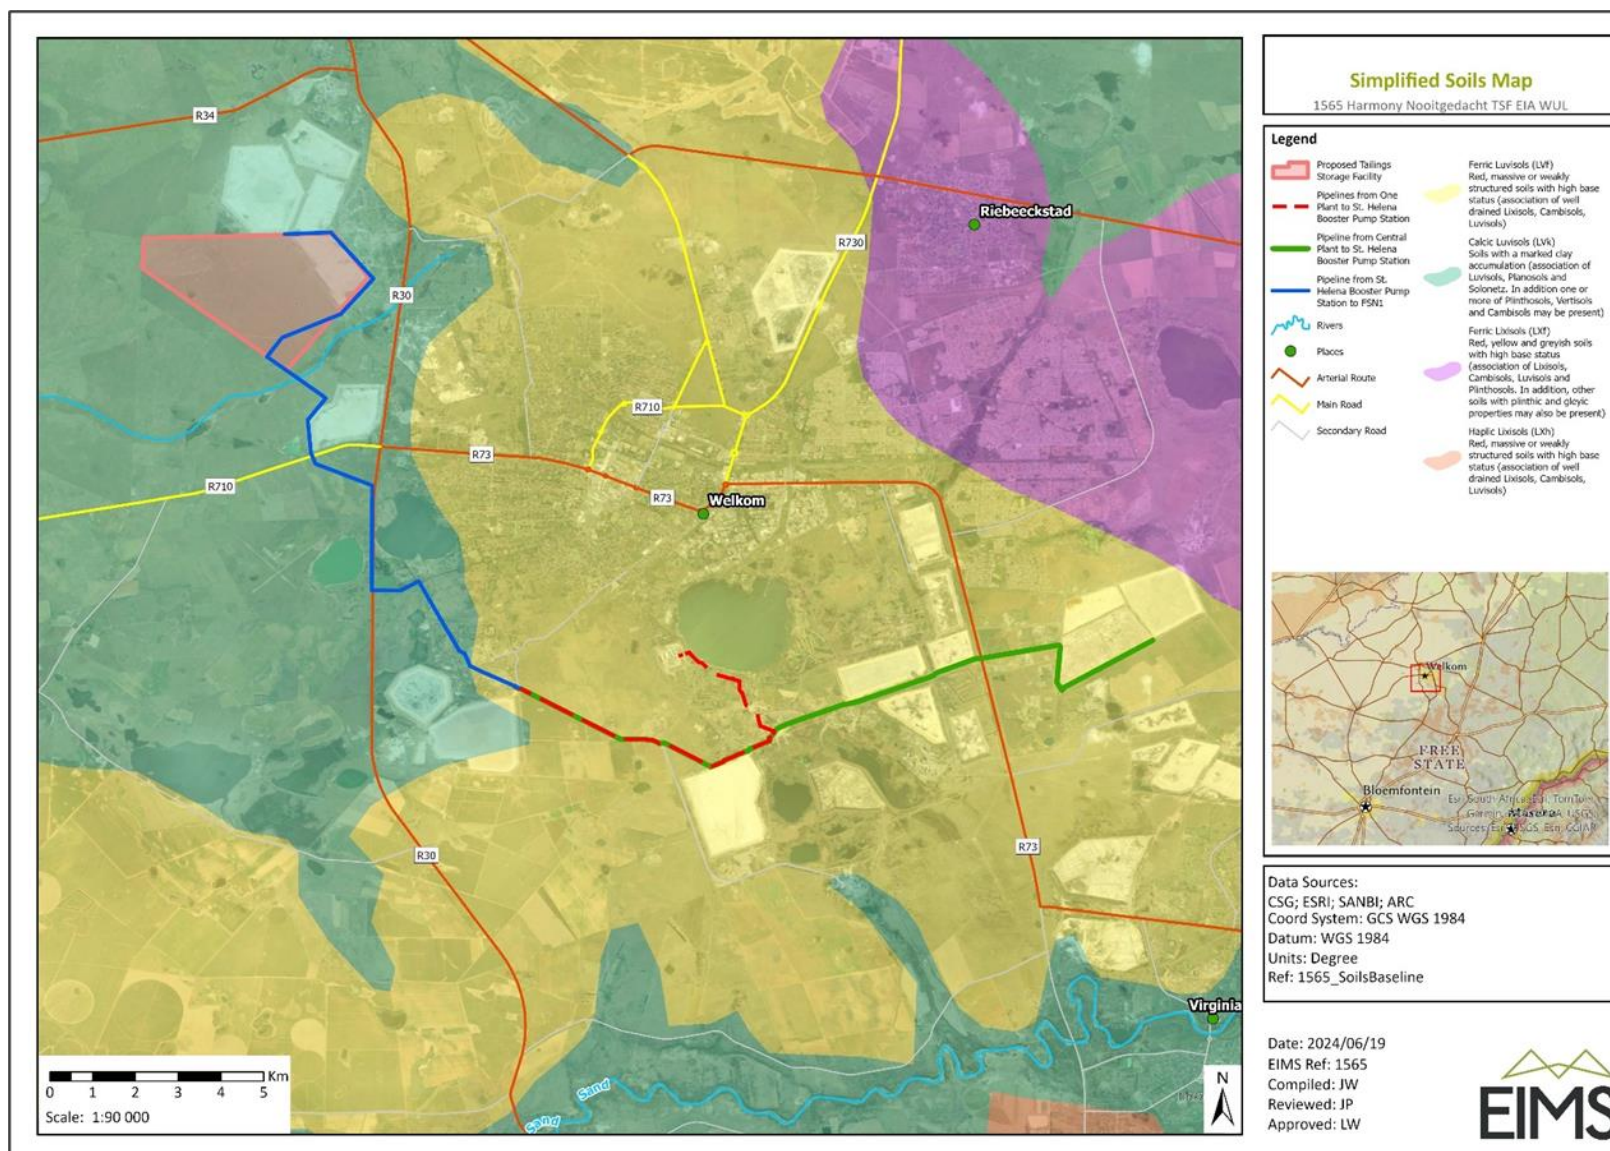 Simplified Soils Map
1565 Harmony Nooitgedacht TSF EIA WUL
Legend
Proposed Tailings
Storage Facility
Pipelines from One
Plant to St. Helena
Booster Pump Station
Pipeline from Central
Plant to St. Helena
Booster Pump Station
Pipeline from St.
Helena Booster Pump
Station to FSN1
Rivers
Places
Arterial Route
Main Road
Secondary Road
Ferric Luvisols (LVf)
Red, massive or weakly
structured soils with high base
status (association of well
drained Lixisols, Cambisols,
Luvisols)
Calcic Luvisols (LVk)
Soils with a marked clay
accumulation (association of
Luvisols, Planosols and
Solonetz. In addition one or
more of Plinthosols, Vertisols
and Cambisols may be present)
Ferric Lixisols (LXf)
Red, yellow and greyish soils
with high base status
(association of Lixisols,
Cambisols, Luvisols and
Plinthosols. In addition, other
soils with plinthic and gleyic
properties may also be present)
Haplic Lixisols (LXh)
Red, massive or weakly
structured soils with high base
status (association of well
drained Lixisols, Cambisols,
Luvisols)
R34
Riebeeckstad
R730
R30
R710
R73
R710
R73
Welkom
R30
R73
Virginia
Sand
Sand
Km
0 1 2 3 4 5
Scale: 1:90 000
N
Welkom
FREE
STATE
Bloemfontein
Maseru
Data Sources:
CSG; ESRI; SANBI; ARC
Coord System: GCS WGS 1984
Datum: WGS 1984
Units: Degree
Ref: 1565_SoilsBaseline
Date: 2024/06/19
EIMS Ref: 1565
Compiled: JW
Reviewed: JP
Approved: LW
EIMS